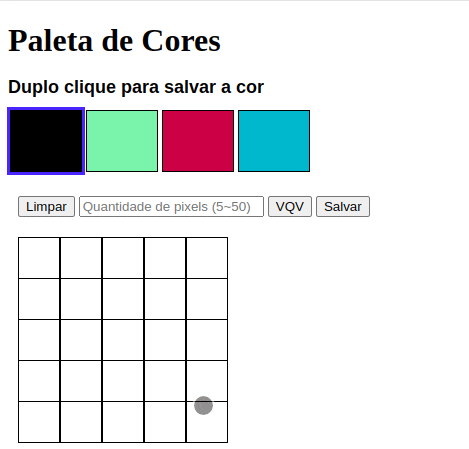 Paleta de Cores
Duplo clique para salvar a cor
Limpar Quantidade de pixels (5~50) VQV Salvar